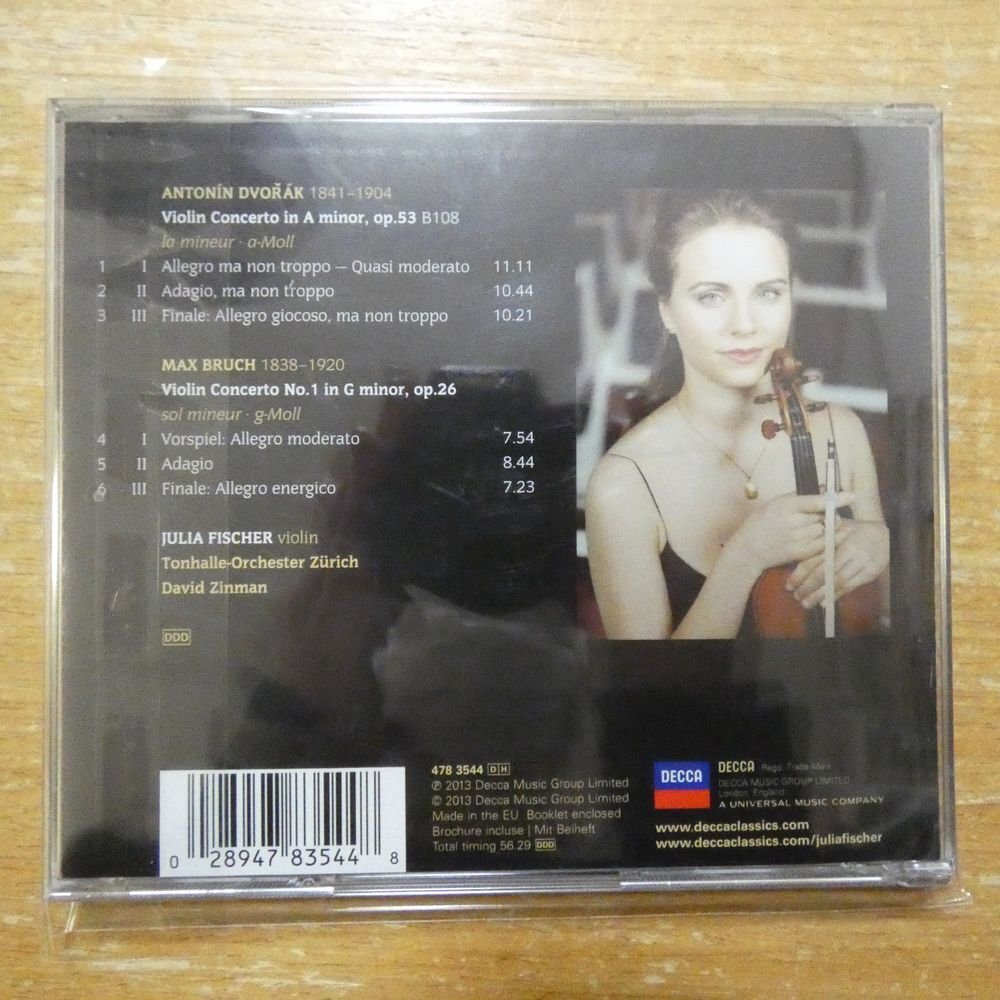 ANTONÍN DVOŘÁK 1841–1904
Violin Concerto in A minor, op.53 B108
la mineur · a-Moll
1 I Allegro ma non troppo – Quasi moderato 11.11
2 II Adagio, ma non troppo 10.44
3 III Finale: Allegro giocoso, ma non troppo 10.21
MAX BRUCH 1838–1920
Violin Concerto No.1 in G minor, op.26
sol mineur · g-Moll
4 I Vorspiel: Allegro moderato 7.54
5 II Adagio 8.44
6 III Finale: Allegro energico 7.23
JULIA FISCHER violin
Tonhalle-Orchester Zürich
David Zinman
DDD
0 28947 83544 8
478 3544 DH
℗ 2013 Decca Music Group Limited
© 2013 Decca Music Group Limited
Made in the EU Booklet enclosed
Brochure incluse | Mit Beiheft
Total timing 56.29 DDD
DECCA
DECCA Regd. Trade Mark
DECCA MUSIC GROUP LIMITED
London, England
A UNIVERSAL MUSIC COMPANY
www.deccaclassics.com
www.deccaclassics.com/juliafischer